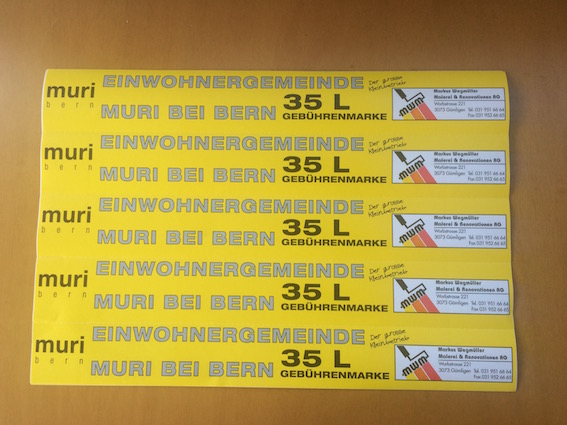 muri
bern
EINWOHNERGEMEINDE
MURI BEI BERN
35 L
GEBÜHRENMARKE
Der grosse
Kleinbetrieb
MWM
Markus Wegmüller
Malerei & Renovationen AG
Worbstrasse 221
3073 Gümligen Tel. 031 951 66 64
Fax 031 952 66 65
muri
bern
EINWOHNERGEMEINDE
MURI BEI BERN
35 L
GEBÜHRENMARKE
Der grosse
Kleinbetrieb
MWM
Markus Wegmüller
Malerei & Renovationen AG
Worbstrasse 221
3073 Gümligen Tel. 031 951 66 64
Fax 031 952 66 65
muri
bern
EINWOHNERGEMEINDE
MURI BEI BERN
35 L
GEBÜHRENMARKE
Der grosse
Kleinbetrieb
MWM
Markus Wegmüller
Malerei & Renovationen AG
Worbstrasse 221
3073 Gümligen Tel. 031 951 66 64
Fax 031 952 66 65
muri
bern
EINWOHNERGEMEINDE
MURI BEI BERN
35 L
GEBÜHRENMARKE
Der grosse
Kleinbetrieb
MWM
Markus Wegmüller
Malerei & Renovationen AG
Worbstrasse 221
3073 Gümligen Tel. 031 951 66 64
Fax 031 952 66 65
muri
bern
EINWOHNERGEMEINDE
MURI BEI BERN
35 L
GEBÜHRENMARKE
Der grosse
Kleinbetrieb
MWM
Markus Wegmüller
Malerei & Renovationen AG
Worbstrasse 221
3073 Gümligen Tel. 031 951 66 64
Fax 031 952 66 65